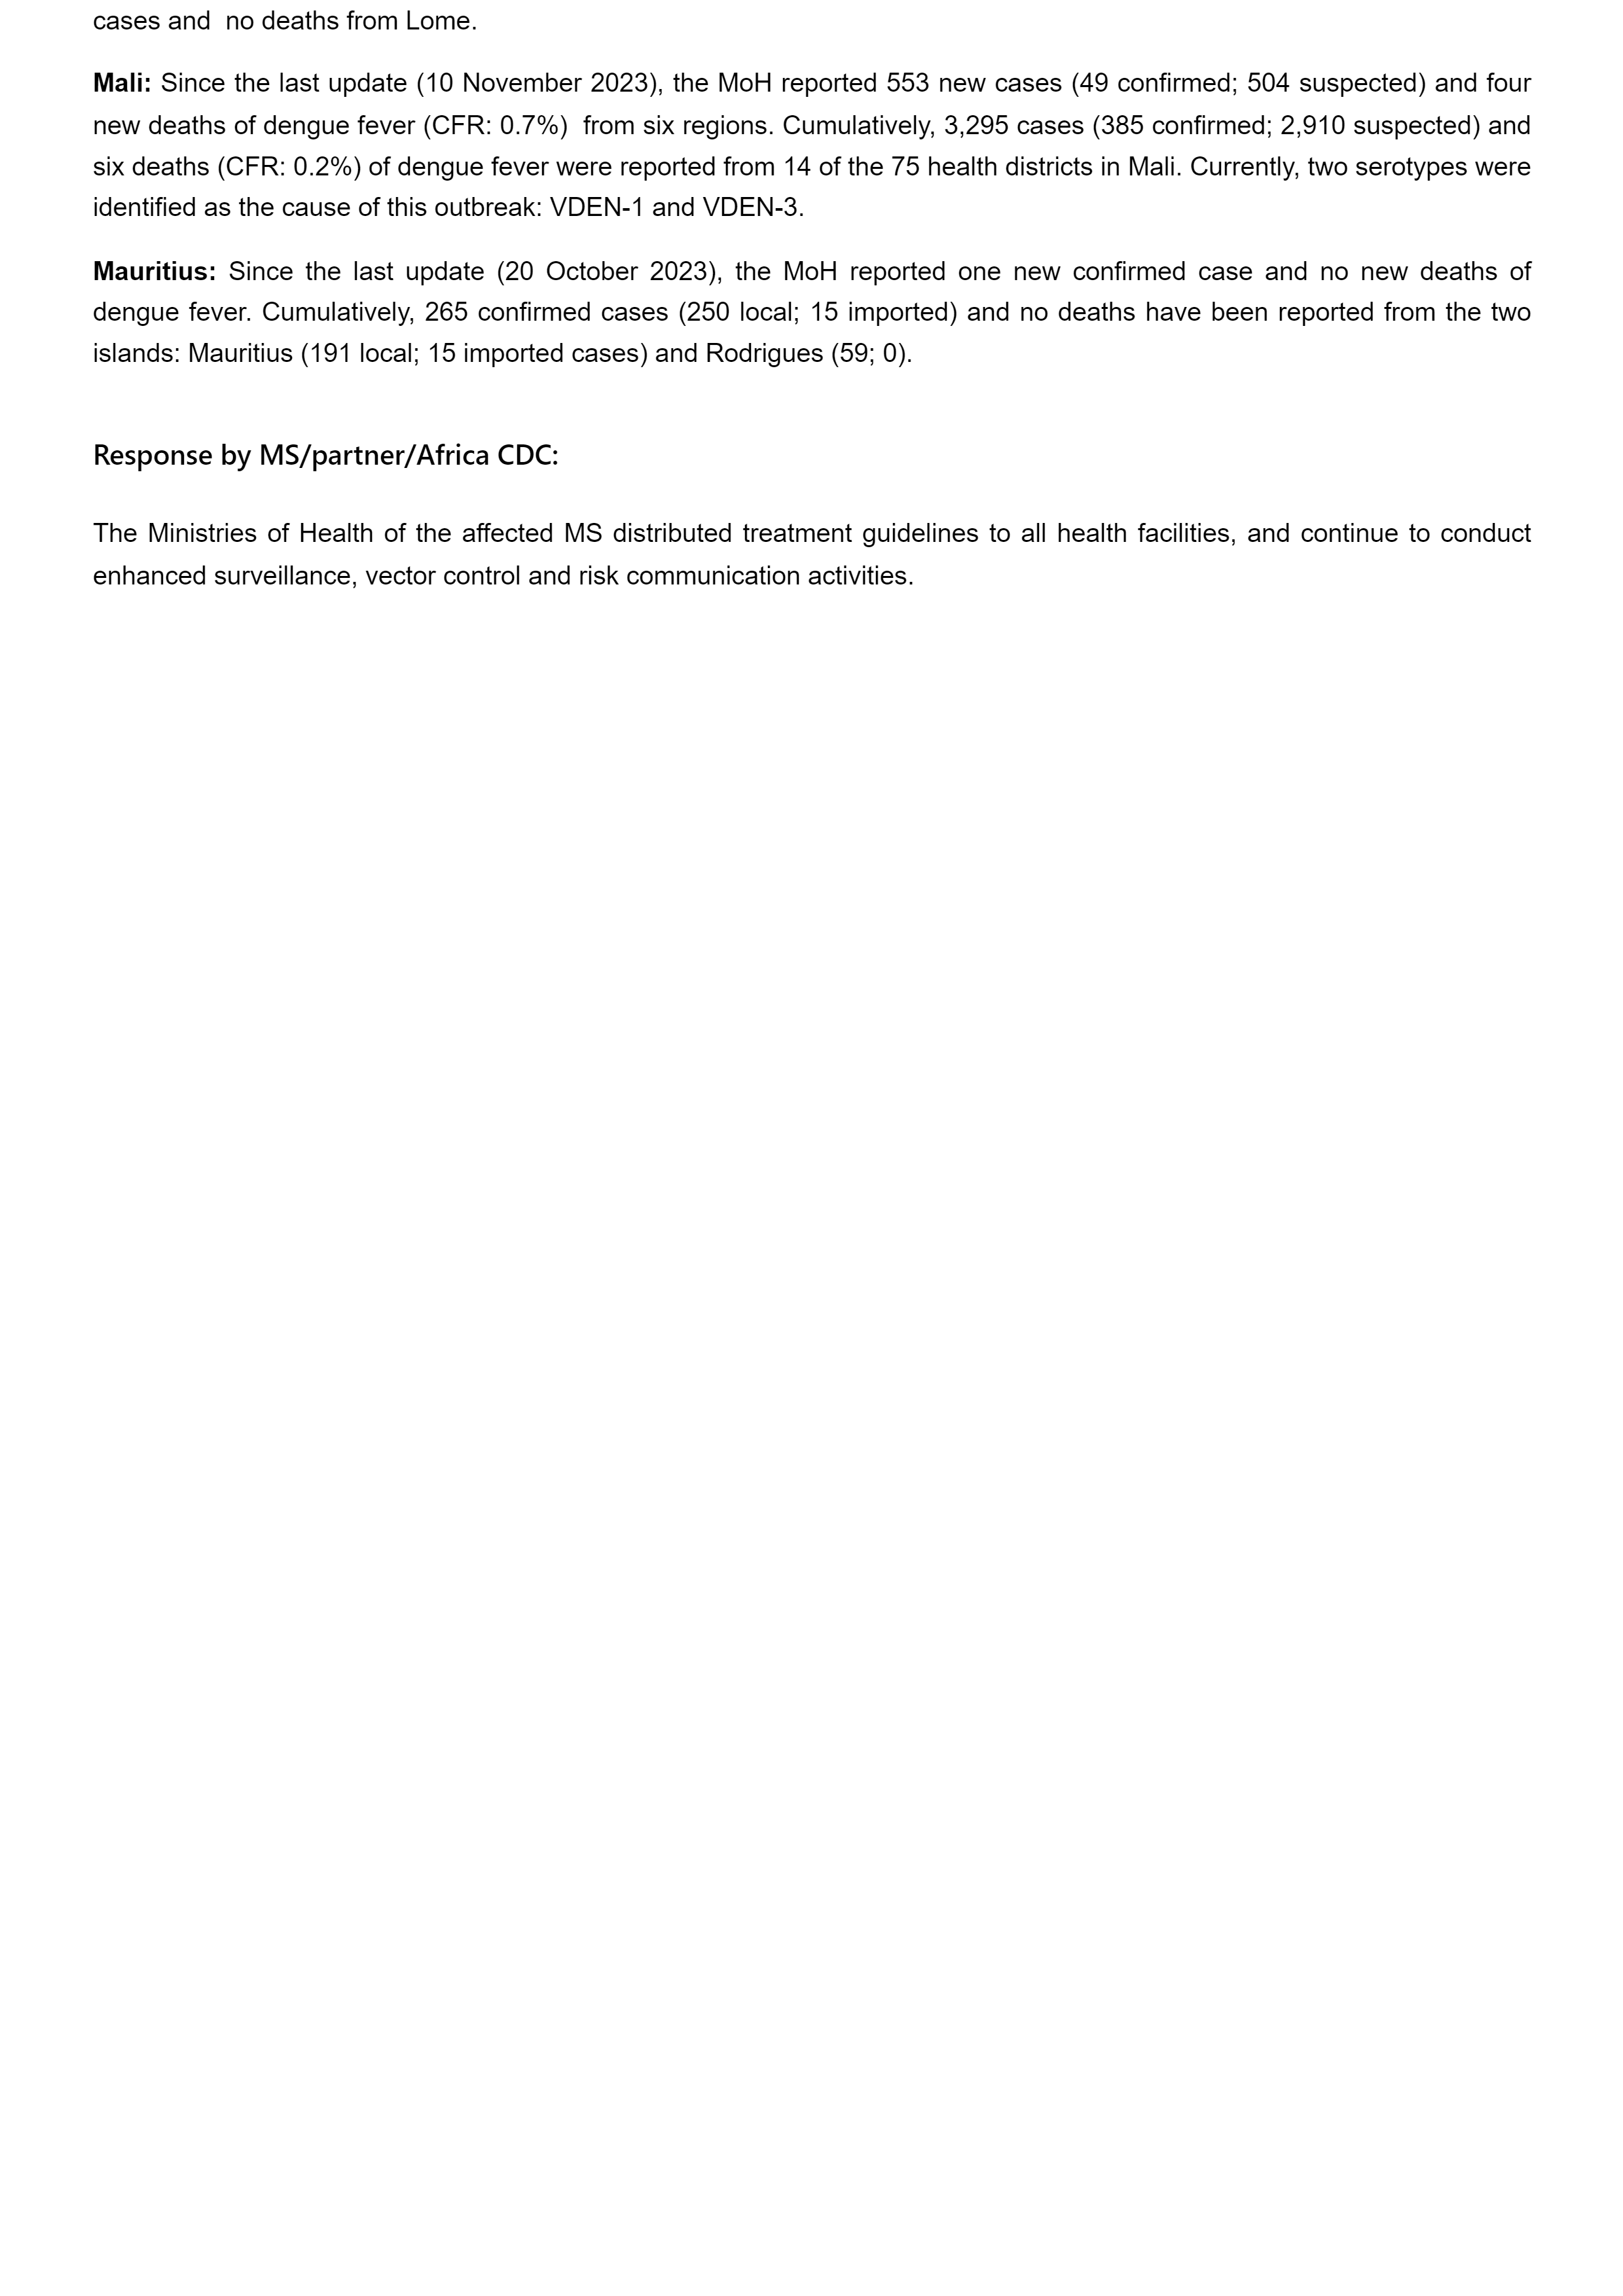 cases and  no deaths from Lome.
Mali: Since the last update (10 November 2023), the MoH reported 553 new cases (49 confirmed; 504 suspected) and four
new deaths of dengue fever (CFR: 0.7%)  from six regions. Cumulatively, 3,295 cases (385 confirmed; 2,910 suspected) and
six deaths (CFR: 0.2%) of dengue fever were reported from 14 of the 75 health districts in Mali. Currently, two serotypes were
identified as the cause of this outbreak: VDEN-1 and VDEN-3.
Mauritius: Since the last update (20 October 2023), the MoH reported one new confirmed case and no new deaths of
dengue fever. Cumulatively, 265 confirmed cases (250 local; 15 imported) and no deaths have been reported from the two
islands: Mauritius (191 local; 15 imported cases) and Rodrigues (59; 0).
Response by MS/partner/Africa CDC:
The Ministries of Health of the affected MS distributed treatment guidelines to all health facilities, and continue to conduct
enhanced surveillance, vector control and risk communication activities.